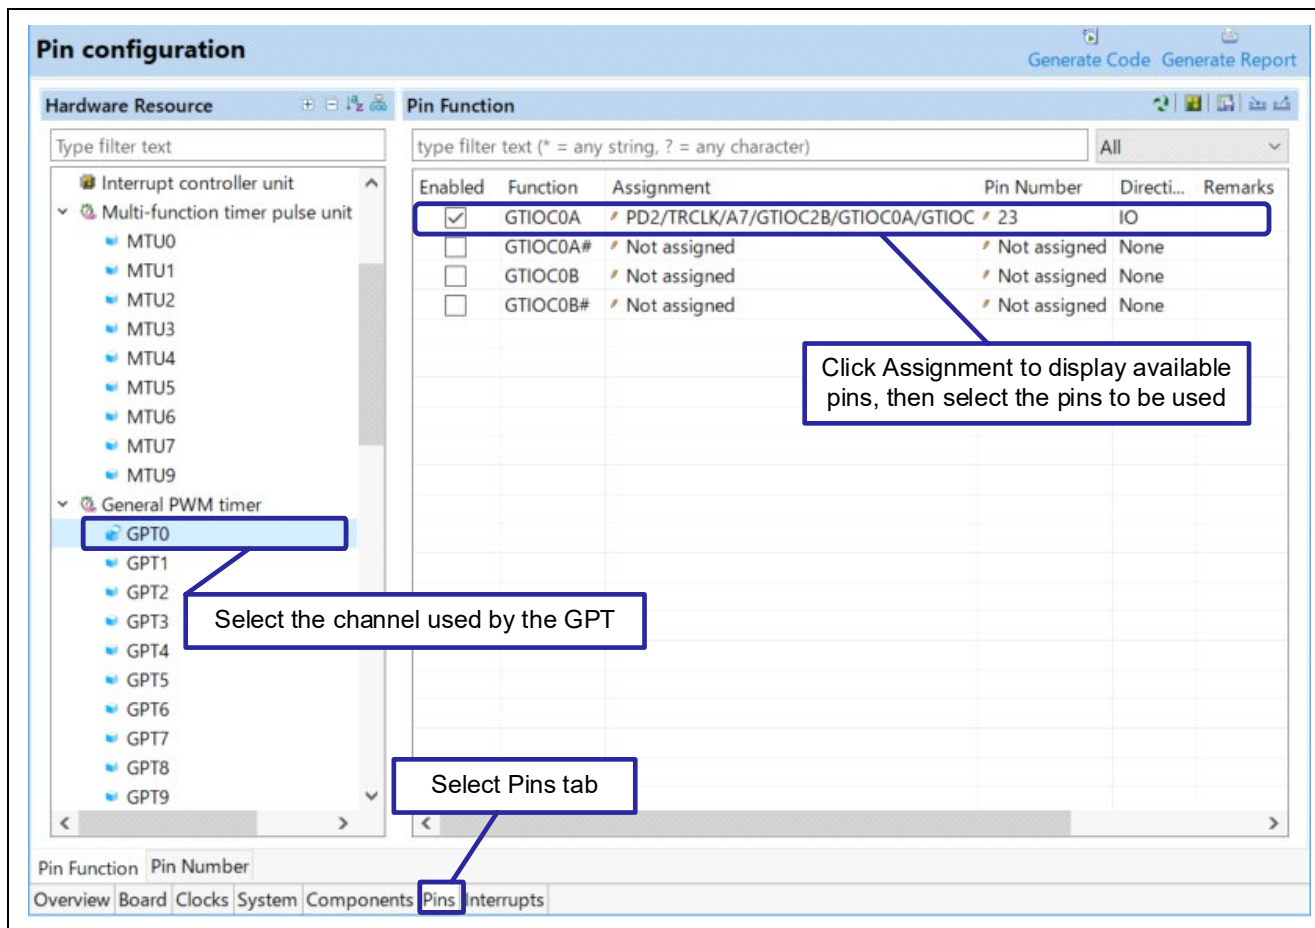 Pin configuration
Generate Code Generate Report
Hardware Resource
Pin Function
Type filter text
type filter text (* = any string, ? = any character)
All
Interrupt controller unit
Multi-function timer pulse unit
MTU0
MTU1
MTU2
MTU3
MTU4
MTU5
MTU6
MTU7
MTU9
General PWM timer
GPT0
GPT1
GPT2
GPT3
GPT4
GPT5
GPT6
GPT7
GPT8
GPT9
Enabled Function Assignment Pin Number Directi... Remarks
GTIOC0A PD2/TRCLK/A7/GTIOC2B/GTIOC0A/GTIOC 23 IO
GTIOC0A# Not assigned Not assigned None
GTIOC0B Not assigned Not assigned None
GTIOC0B# Not assigned Not assigned None
Click Assignment to display available
pins, then select the pins to be used
Select the channel used by the GPT
Select Pins tab
Pin Function Pin Number
Overview Board Clocks System Components Pins Interrupts